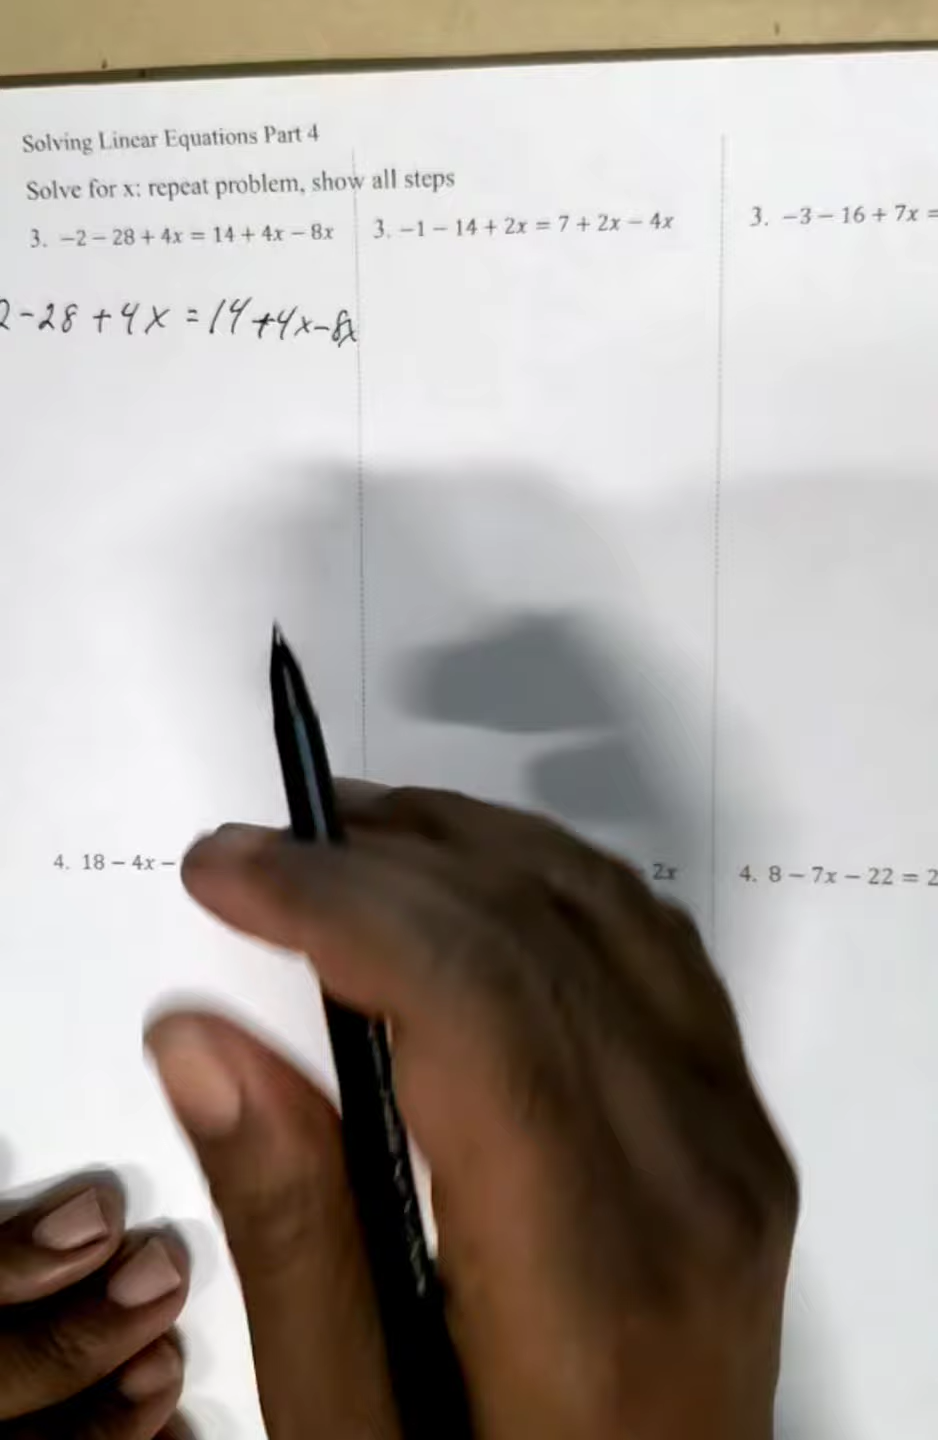 Solving Linear Equations Part 4
Solve for x: repeat problem, show all steps
3. −2 − 28 + 4x = 14 + 4x − 8x
3. −1 − 14 + 2x = 7 + 2x − 4x
3. −3 − 16 + 7x =
2-28 +4x = 14 +4x-8x
4. 18 − 4x −
2x
4. 8 − 7x − 22 = 2